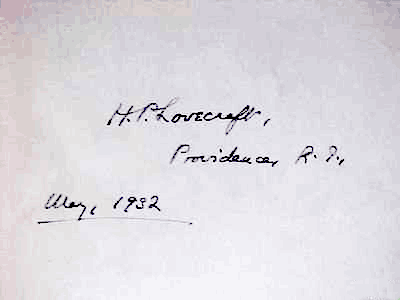 H. P. Lovecraft,
Providence, R. I.,
May, 1932